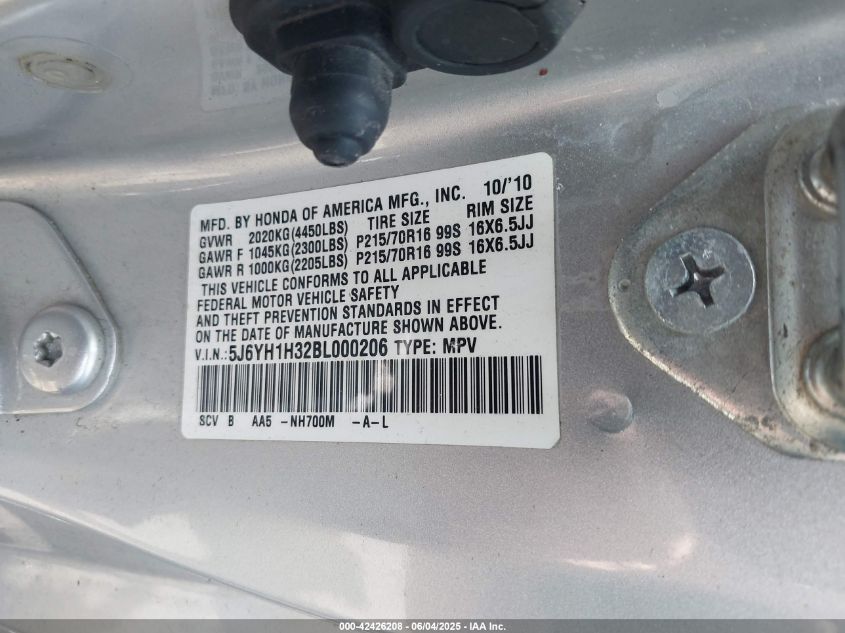 MFD. BY HONDA OF AMERICA MFG., INC. 10/'10
GVWR 2020KG(4450LBS) TIRE SIZE RIM SIZE
GAWR F 1045KG(2300LBS) P215/70R16 99S 16X6.5JJ
GAWR R 1000KG(2205LBS) P215/70R16 99S 16X6.5JJ
THIS VEHICLE CONFORMS TO ALL APPLICABLE
FEDERAL MOTOR VEHICLE SAFETY
AND THEFT PREVENTION STANDARDS IN EFFECT
ON THE DATE OF MANUFACTURE SHOWN ABOVE.
V.I.N.:5J6YH1H32BL000206 TYPE: MPV
SCV B AA5 -NH700M -A-L
000-42426208 - 06/04/2025 - IAA Inc.